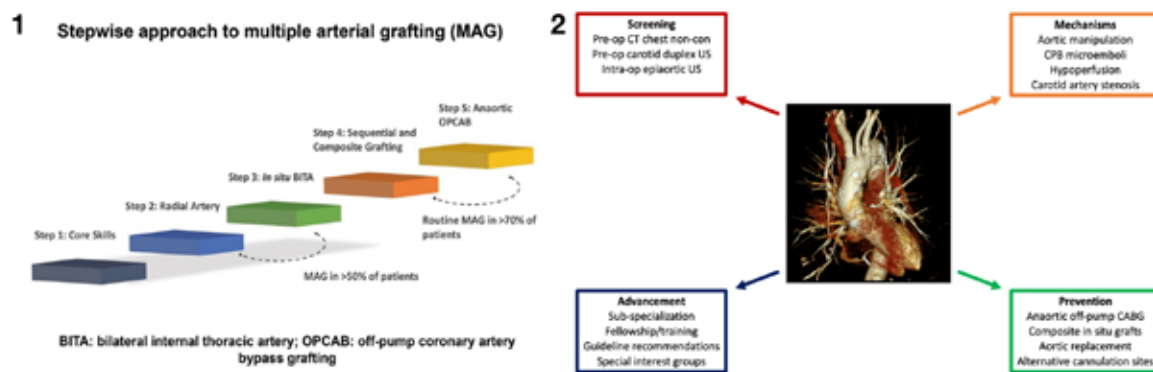 1
Stepwise approach to multiple arterial grafting (MAG)
Step 5: Anaortic
OPCAB
Step 4: Sequential and
Composite Grafting
Step 3: in situ BITA
Step 2: Radial Artery
Step 1: Core Skills
Routine MAG in >70% of
patients
MAG in >50% of patients
BITA: bilateral internal thoracic artery; OPCAB: off-pump coronary artery
bypass grafting
2
Screening
Pre-op CT chest non-con
Pre-op carotid duplex US
Intra-op epiaortic US
Mechanisms
Aortic manipulation
CPB microemboli
Hypoperfusion
Carotid artery stenosis
Advancement
Sub-specialization
Fellowship/training
Guideline recommendations
Special interest groups
Prevention
Anaortic off-pump CABG
Composite in situ grafts
Aortic replacement
Alternative cannulation sites